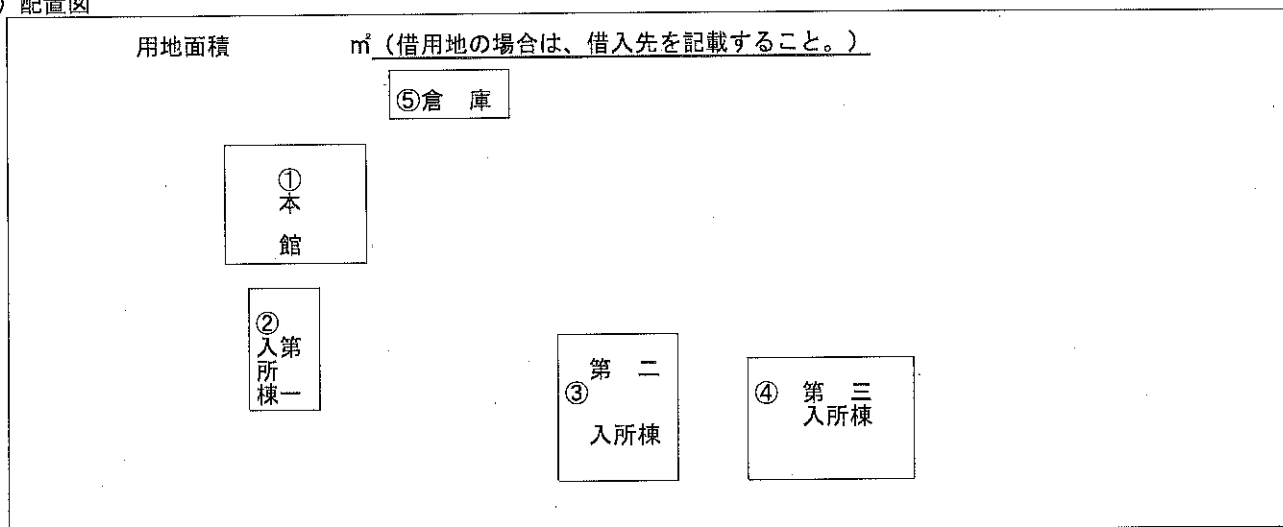 ）配置図
用地面積　　　　㎡（借用地の場合は、借入先を記載すること。）
⑤倉　庫
①
本
館
②
第一
入所棟
第　二
③
入所棟
④　第　三
入所棟